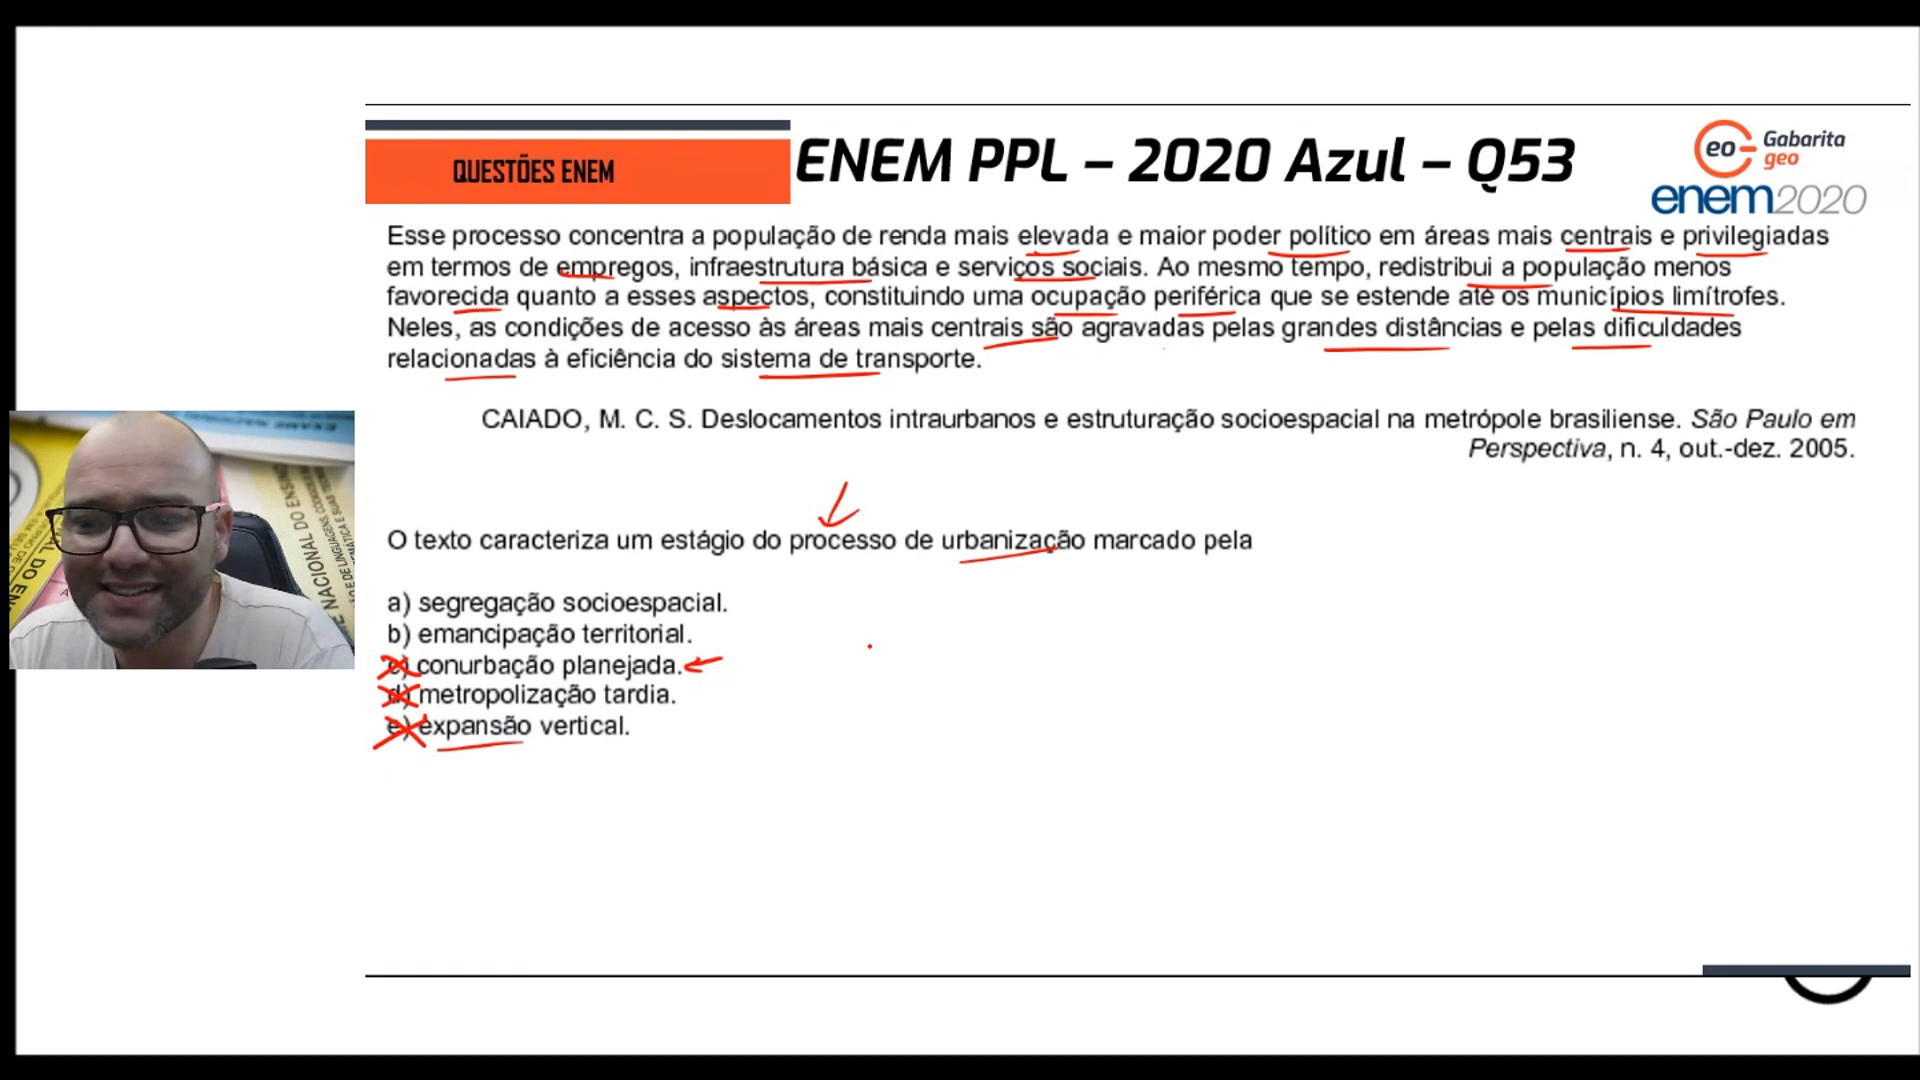 QUESTÕES ENEM
ENEM PPL – 2020 Azul – Q53
eo
Gabarita
geo
enem2020
Esse processo concentra a população de renda mais elevada e maior poder político em áreas mais centrais e privilegiadas
em termos de empregos, infraestrutura básica e serviços sociais. Ao mesmo tempo, redistribui a população menos
favorecida quanto a esses aspectos, constituindo uma ocupação periférica que se estende até os municípios limítrofes.
Neles, as condições de acesso às áreas mais centrais são agravadas pelas grandes distâncias e pelas dificuldades
relacionadas à eficiência do sistema de transporte.
CAIADO, M. C. S. Deslocamentos intraurbanos e estruturação socioespacial na metrópole brasiliense. São Paulo em
Perspectiva, n. 4, out.-dez. 2005.
O texto caracteriza um estágio do processo de urbanização marcado pela
a) segregação socioespacial.
b) emancipação territorial.
c) conurbação planejada.
d) metropolização tardia.
e) expansão vertical.
NACIONAL DO ENSINO